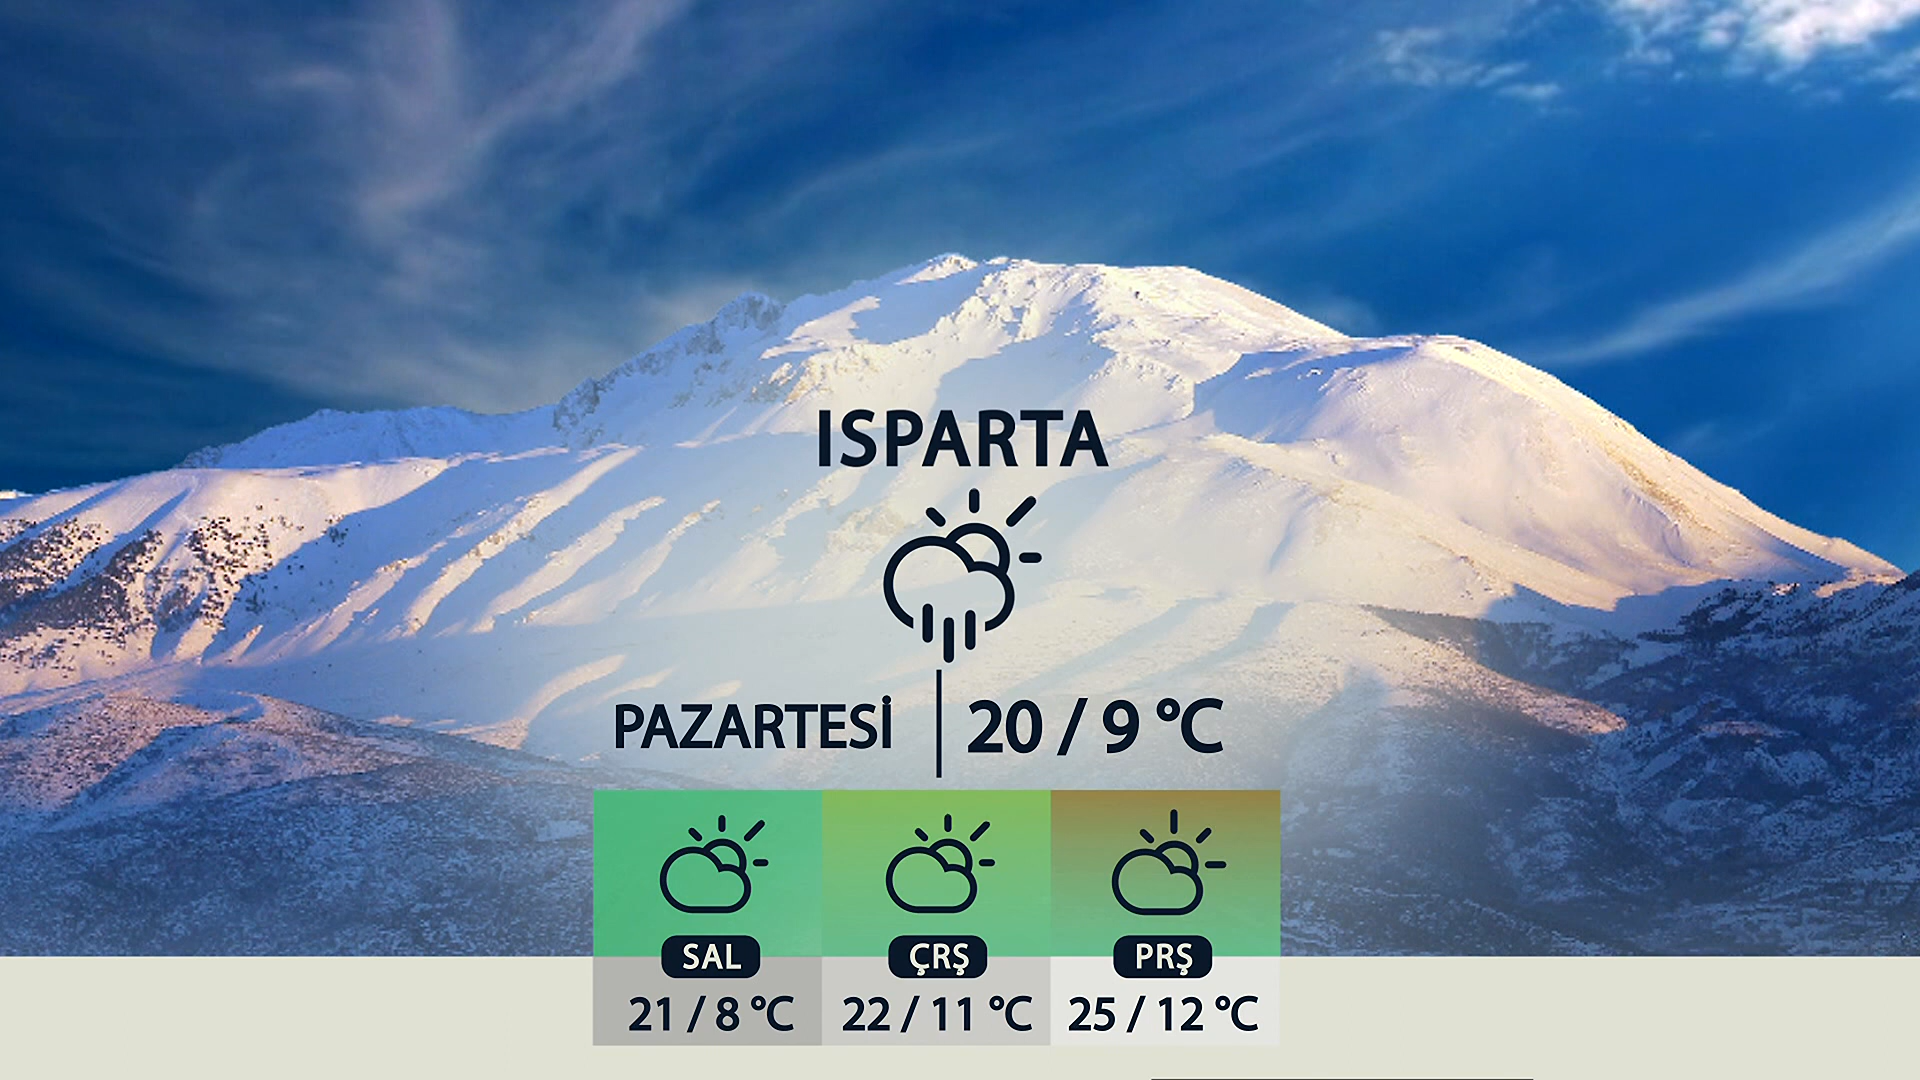 ISPARTA
PAZARTESİ
20 / 9 °C
SAL
ÇRŞ
PRŞ
21 / 8 °C
22 / 11 °C
25 / 12 °C